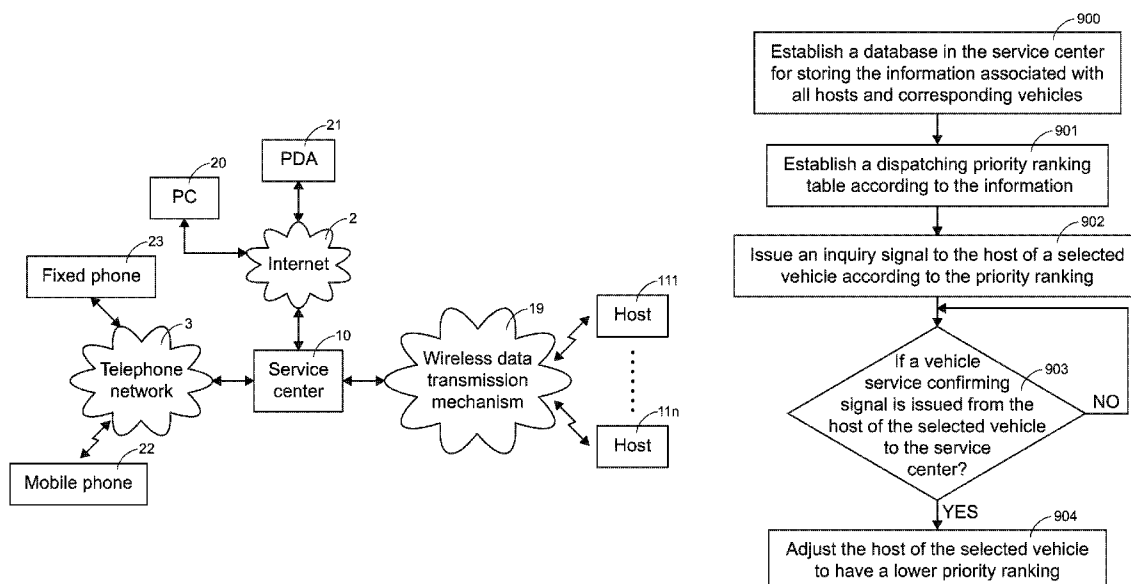 21
PDA
20
PC
2
Internet
23
Fixed phone
3
Telephone
network
22
Mobile phone
10
Service
center
19
Wireless data
transmission
mechanism
111
Host
11n
Host
900
Establish a database in the service center
for storing the information associated with
all hosts and corresponding vehicles
901
Establish a dispatching priority ranking
table according to the information
902
Issue an inquiry signal to the host of a selected
vehicle according to the priority ranking
903
If a vehicle
service confirming
signal is issued from the
host of the selected vehicle
to the service
center?
NO
YES
904
Adjust the host of the selected vehicle
to have a lower priority ranking